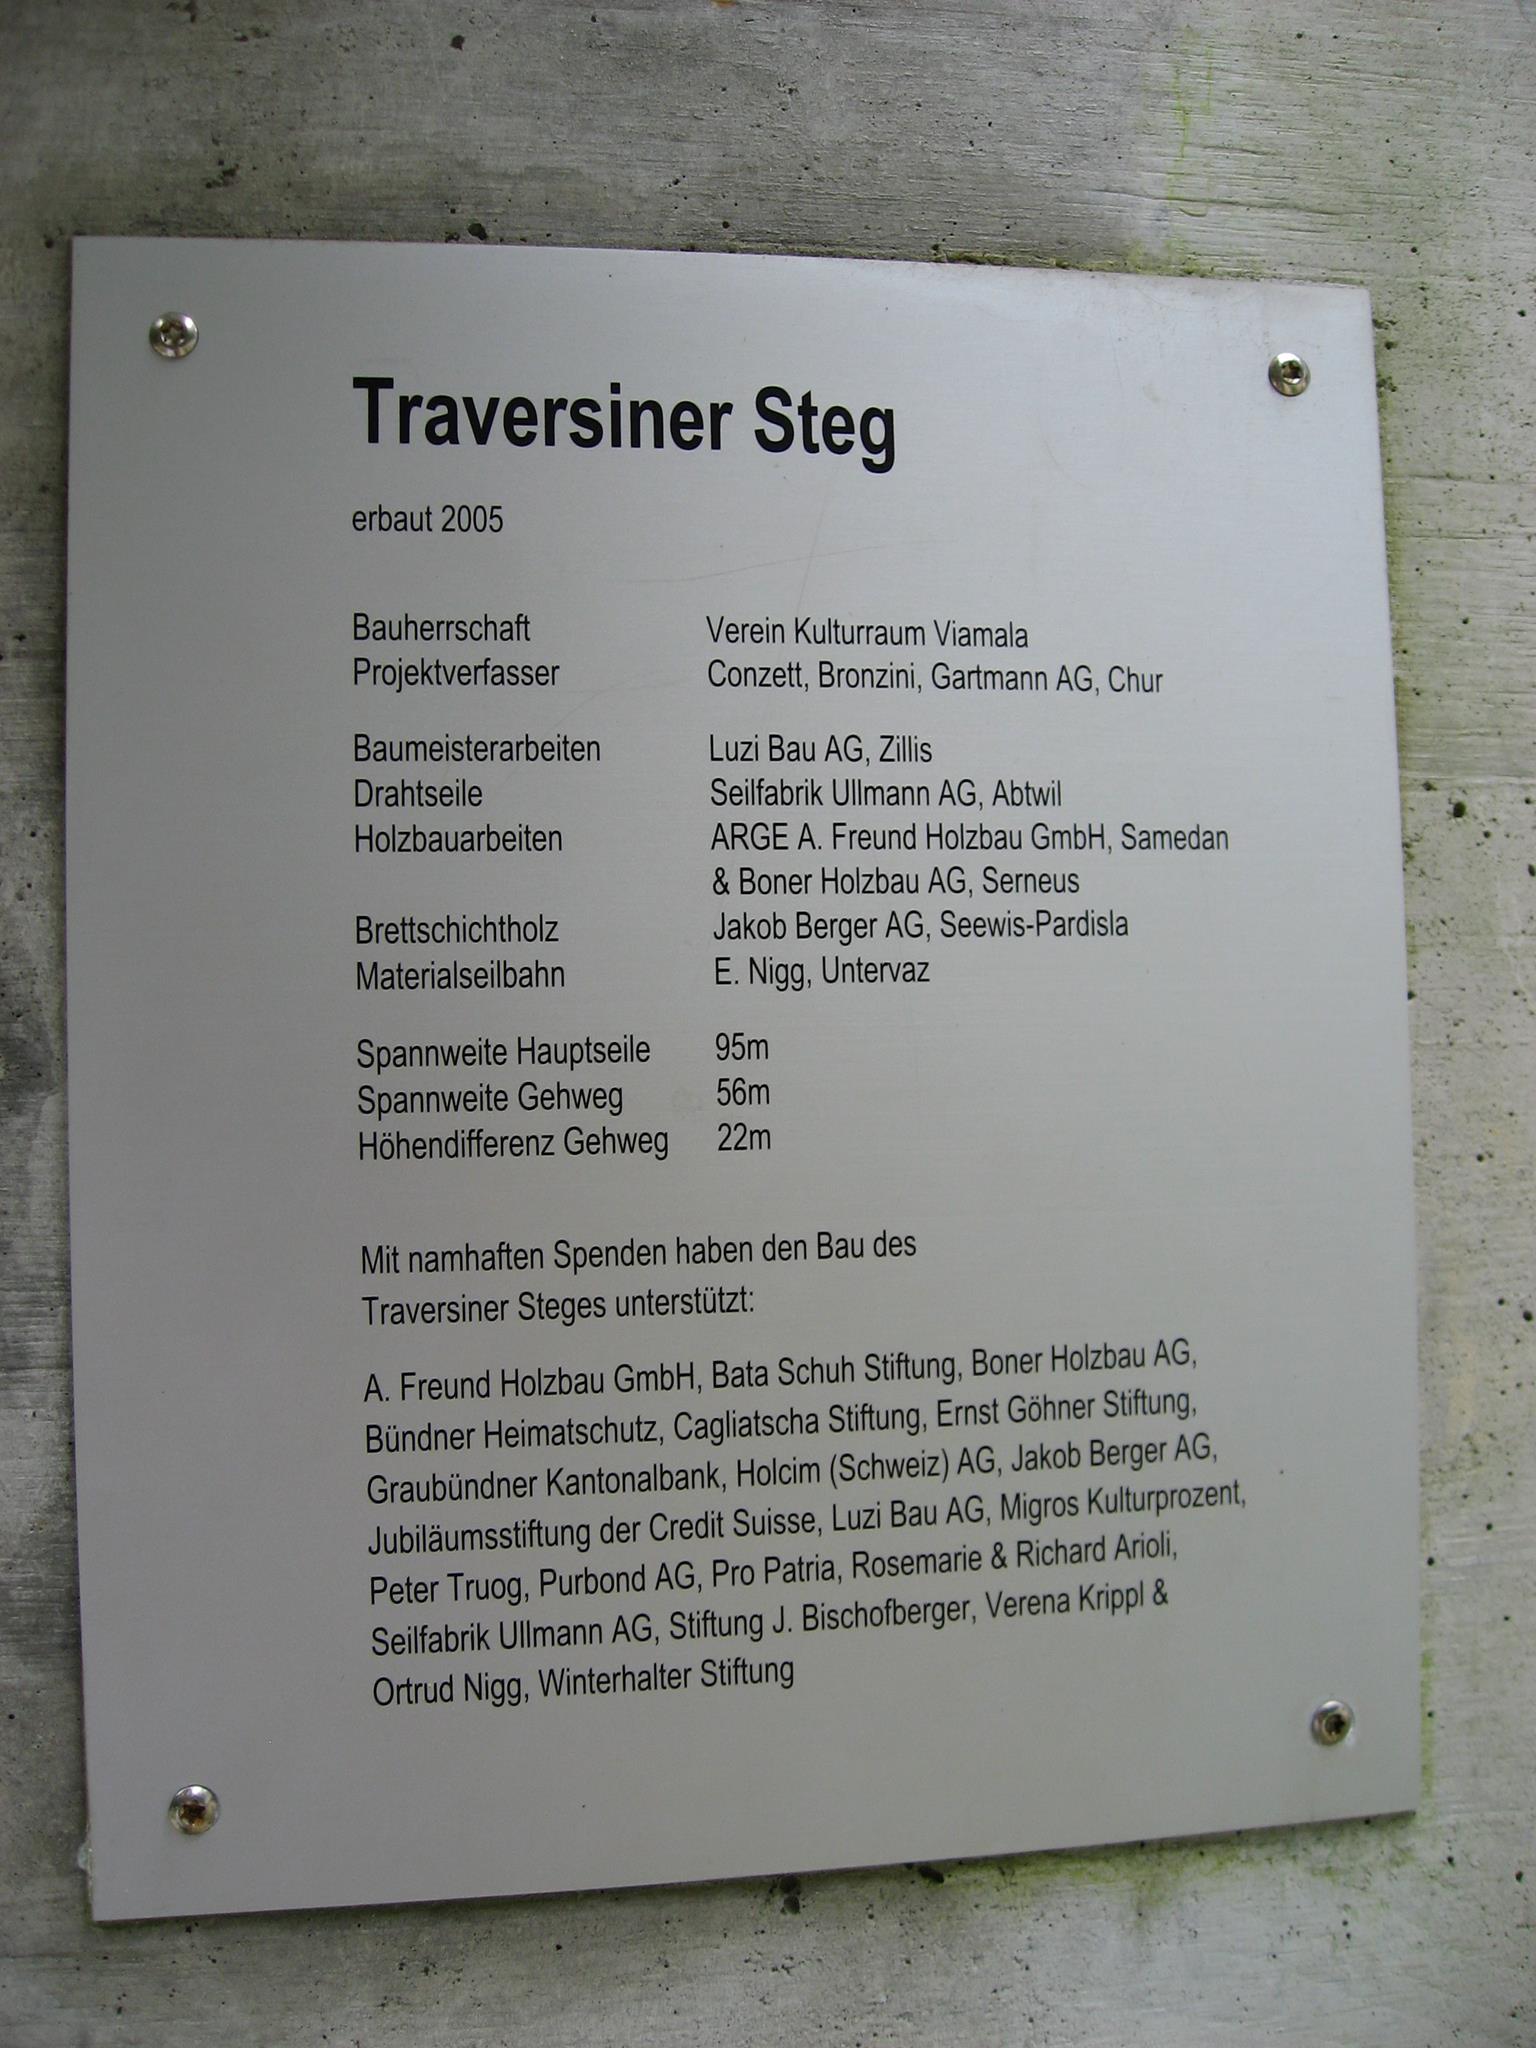 Traversiner Steg
erbaut 2005
Bauherrschaft Verein Kulturraum Viamala
Projektverfasser Conzett, Bronzini, Gartmann AG, Chur
Baumeisterarbeiten Luzi Bau AG, Zillis
Drahtseile Seilfabrik Ullmann AG, Abtwil
Holzbauarbeiten ARGE A. Freund Holzbau GmbH, Samedan
& Boner Holzbau AG, Serneus
Brettschichtholz Jakob Berger AG, Seewis-Pardisla
Materialseilbahn E. Nigg, Untervaz
Spannweite Hauptseile 95m
Spannweite Gehweg 56m
Höhendifferenz Gehweg 22m
Mit namhaften Spenden haben den Bau des
Traversiner Steges unterstützt:
A. Freund Holzbau GmbH, Bata Schuh Stiftung, Boner Holzbau AG,
Bündner Heimatschutz, Cagliatscha Stiftung, Ernst Göhner Stiftung,
Graubündner Kantonalbank, Holcim (Schweiz) AG, Jakob Berger AG,
Jubiläumsstiftung der Credit Suisse, Luzi Bau AG, Migros Kulturprozent,
Peter Truog, Purbond AG, Pro Patria, Rosemarie & Richard Arioli,
Seilfabrik Ullmann AG, Stiftung J. Bischofberger, Verena Krippl &
Ortrud Nigg, Winterhalter Stiftung